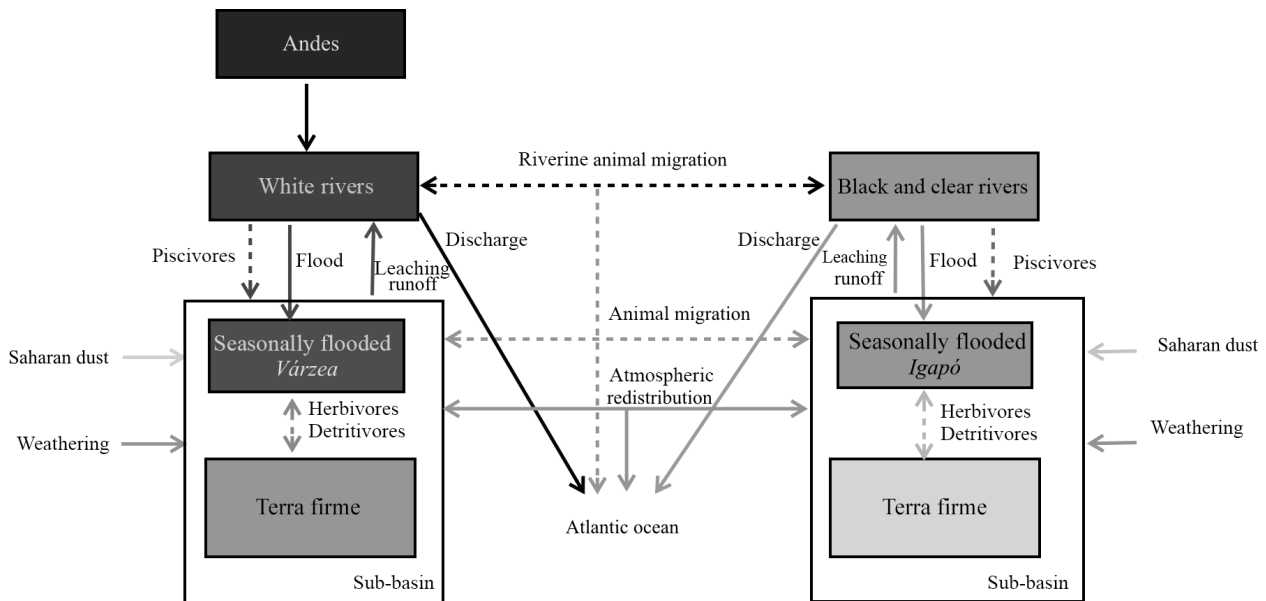 Andes
White rivers
Riverine animal migration
Black and clear rivers
Piscivores
Flood
Leaching
runoff
Discharge
Discharge
Leaching
runoff
Flood
Piscivores
Seasonally flooded
Várzea
Animal migration
Seasonally flooded
Igapó
Saharan dust
Saharan dust
Atmospheric
redistribution
Herbivores
Detritivores
Herbivores
Detritivores
Weathering
Weathering
Terra firme
Terra firme
Atlantic ocean
Sub-basin
Sub-basin